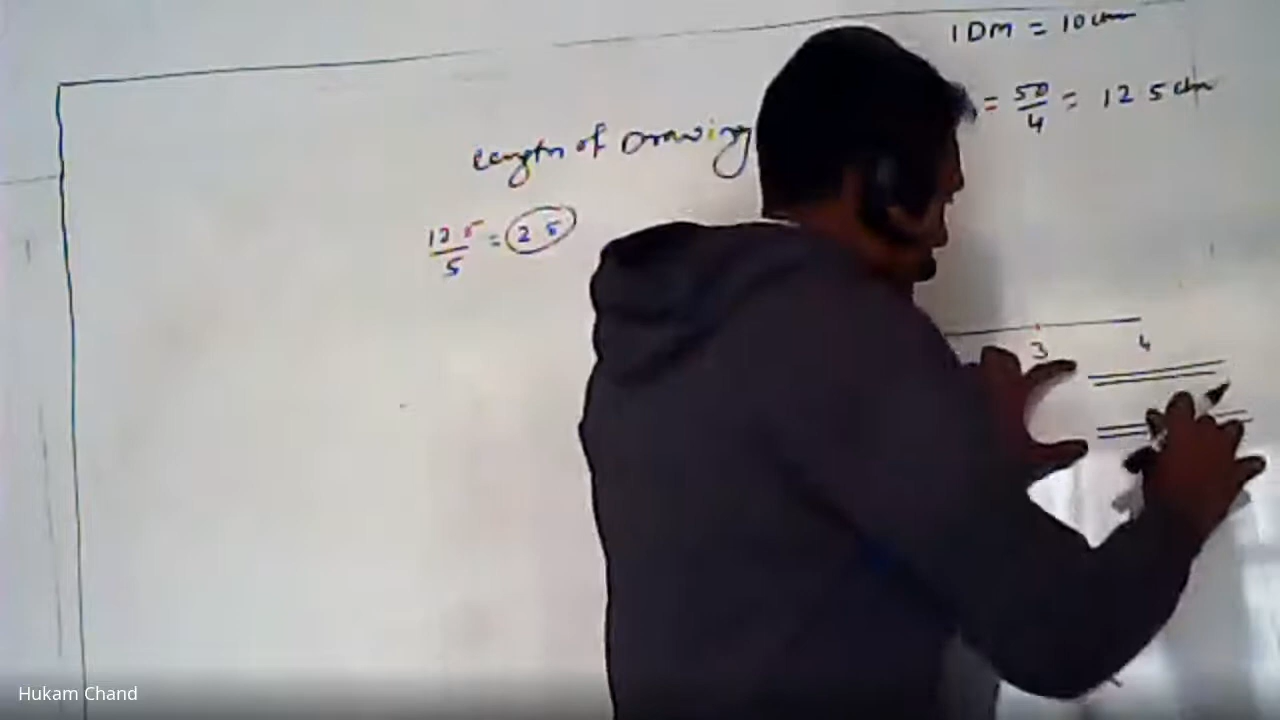 1 Dm = 10 cm
= 50/4 = 12.5 cm
Length of Drawing
12.5/5 = 2.5
3 4
Hukam Chand